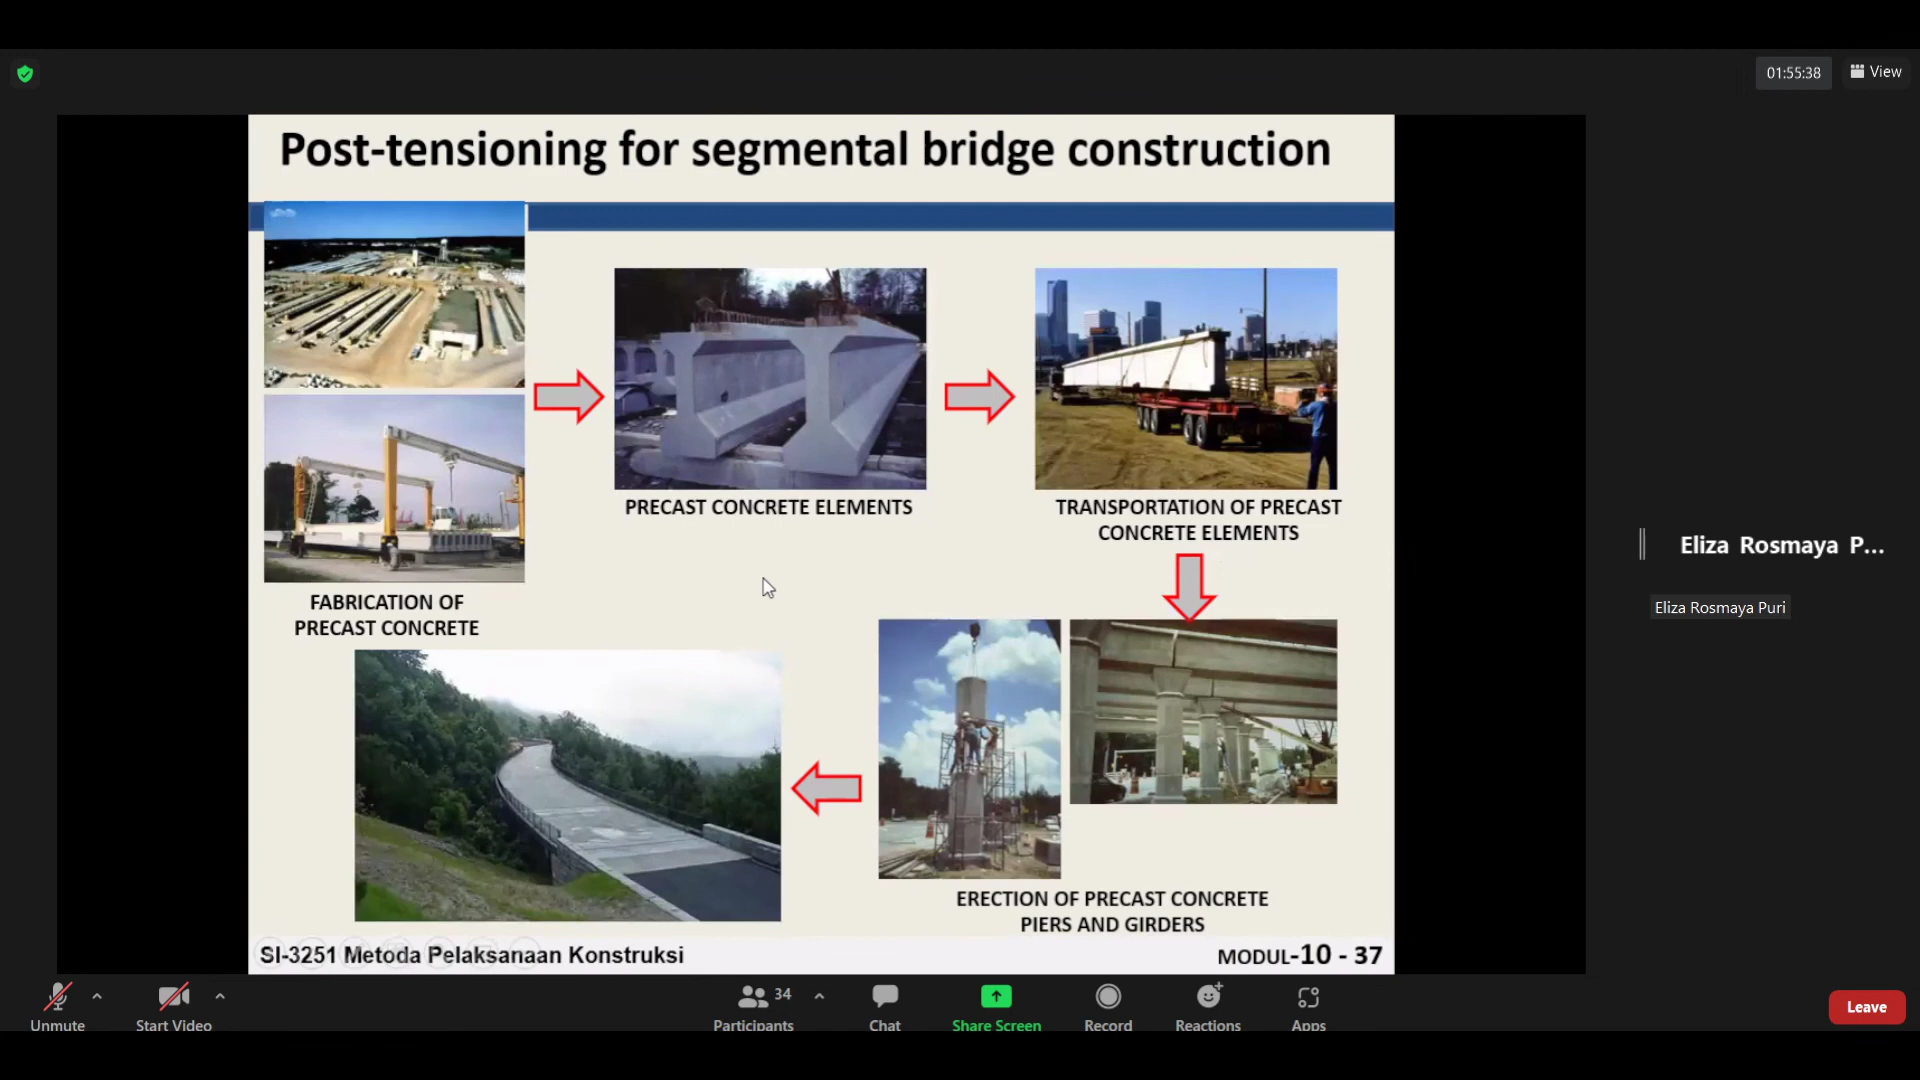 01:55:38
View
Post-tensioning for segmental bridge construction
PRECAST CONCRETE ELEMENTS
TRANSPORTATION OF PRECAST
CONCRETE ELEMENTS
FABRICATION OF
PRECAST CONCRETE
ERECTION OF PRECAST CONCRETE
PIERS AND GIRDERS
SI-3251 Metoda Pelaksanaan Konstruksi
MODUL-10 - 37
Eliza Rosmaya P...
Eliza Rosmaya Puri
Unmute
Start Video
34
Participants
Chat
Share Screen
Record
Reactions
Apps
Leave